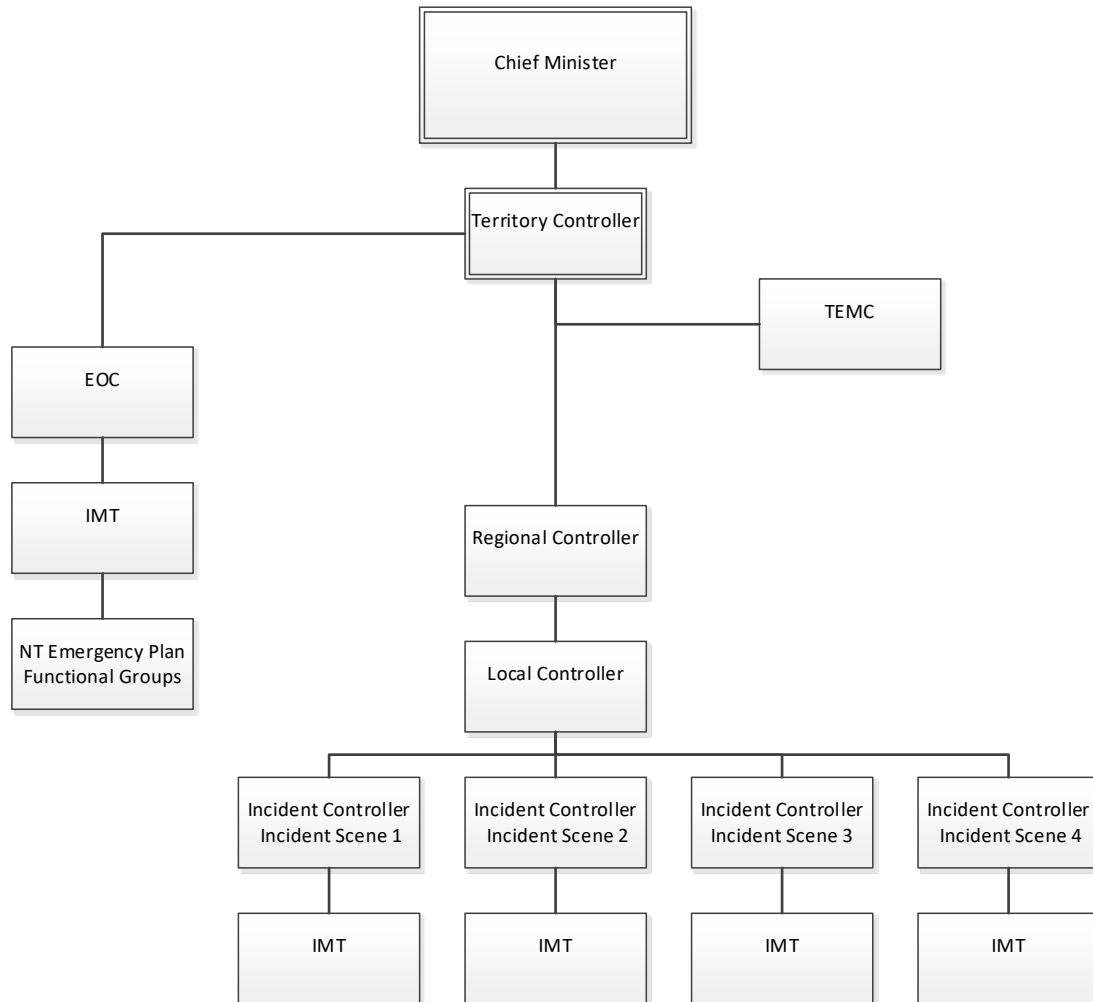 Chief Minister
Territory Controller
TEMC
EOC
IMT
NT Emergency Plan
Functional Groups
Regional Controller
Local Controller
Incident Controller
Incident Scene 1
Incident Controller
Incident Scene 2
Incident Controller
Incident Scene 3
Incident Controller
Incident Scene 4
IMT
IMT
IMT
IMT